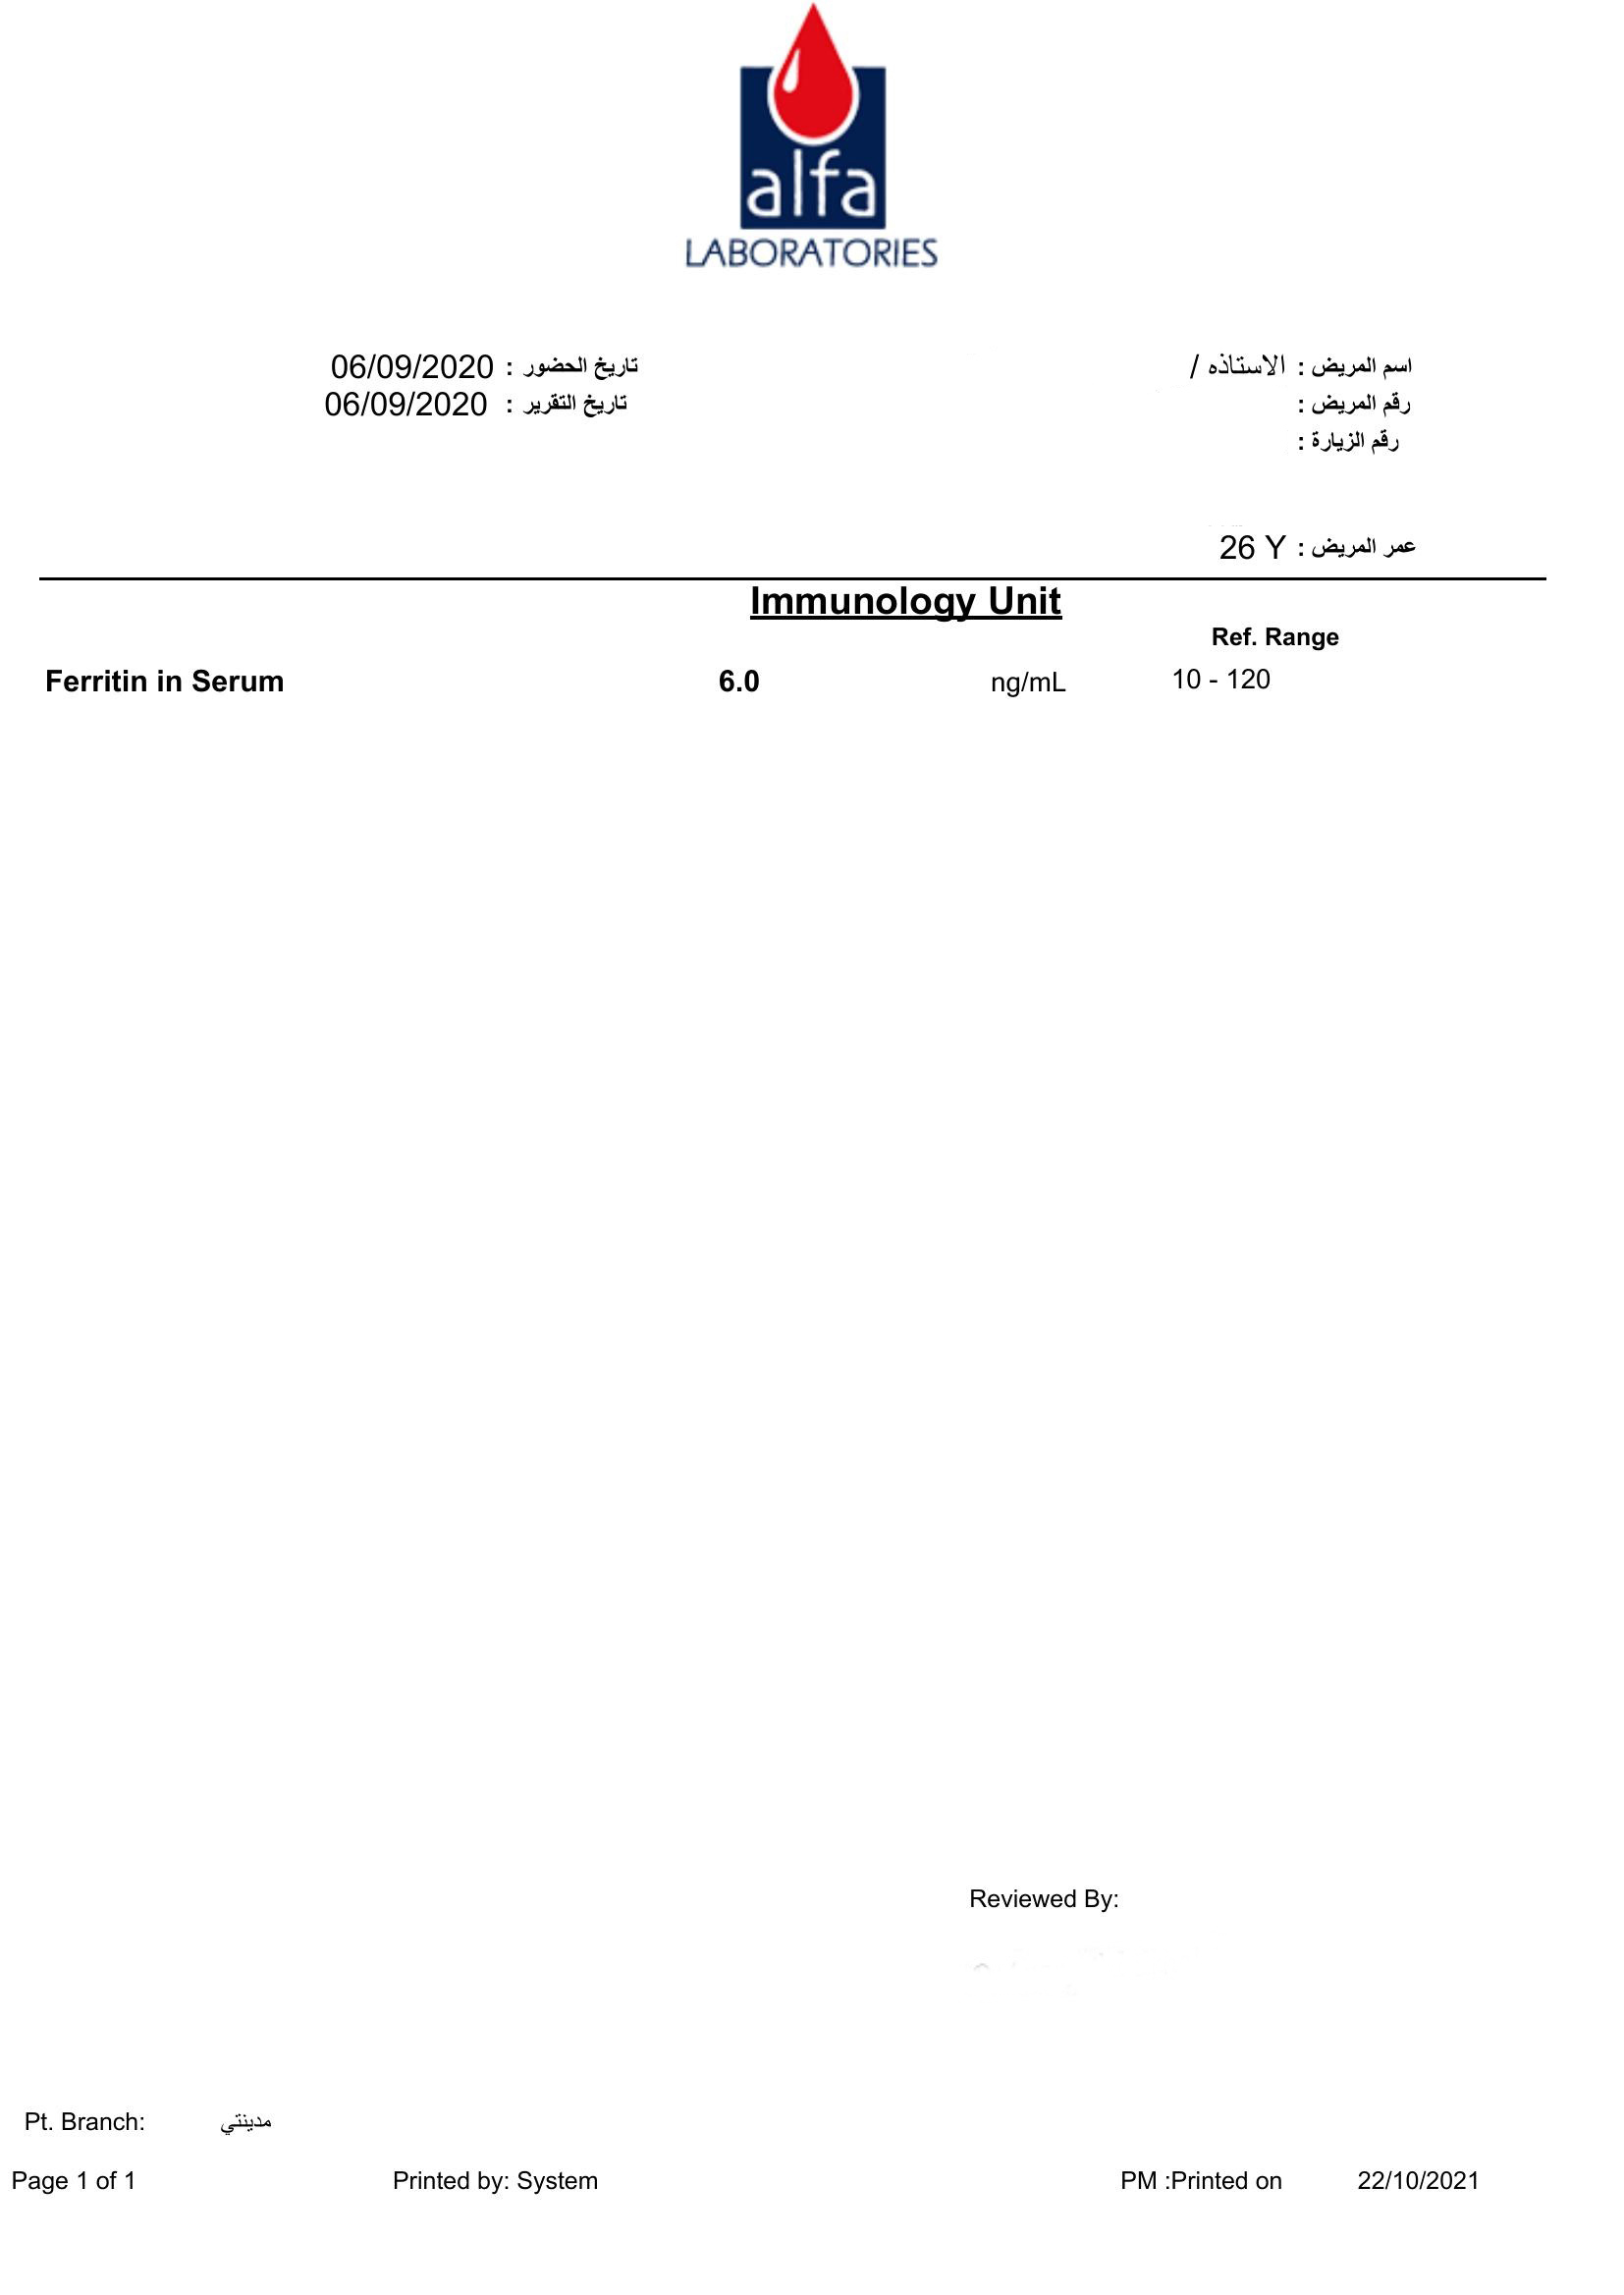 alfa
LABORATORIES
اسم المريض : الاستاذه /
تاريخ الحضور : 06/09/2020
رقم المريض :
تاريخ التقرير : 06/09/2020
رقم الزيارة :
عمر المريض : 26 Y
Immunology Unit
Ref. Range
Ferritin in Serum 6.0 ng/mL 10 - 120
Reviewed By:
Pt. Branch: مدينتي
Page 1 of 1 Printed by: System PM :Printed on 22/10/2021